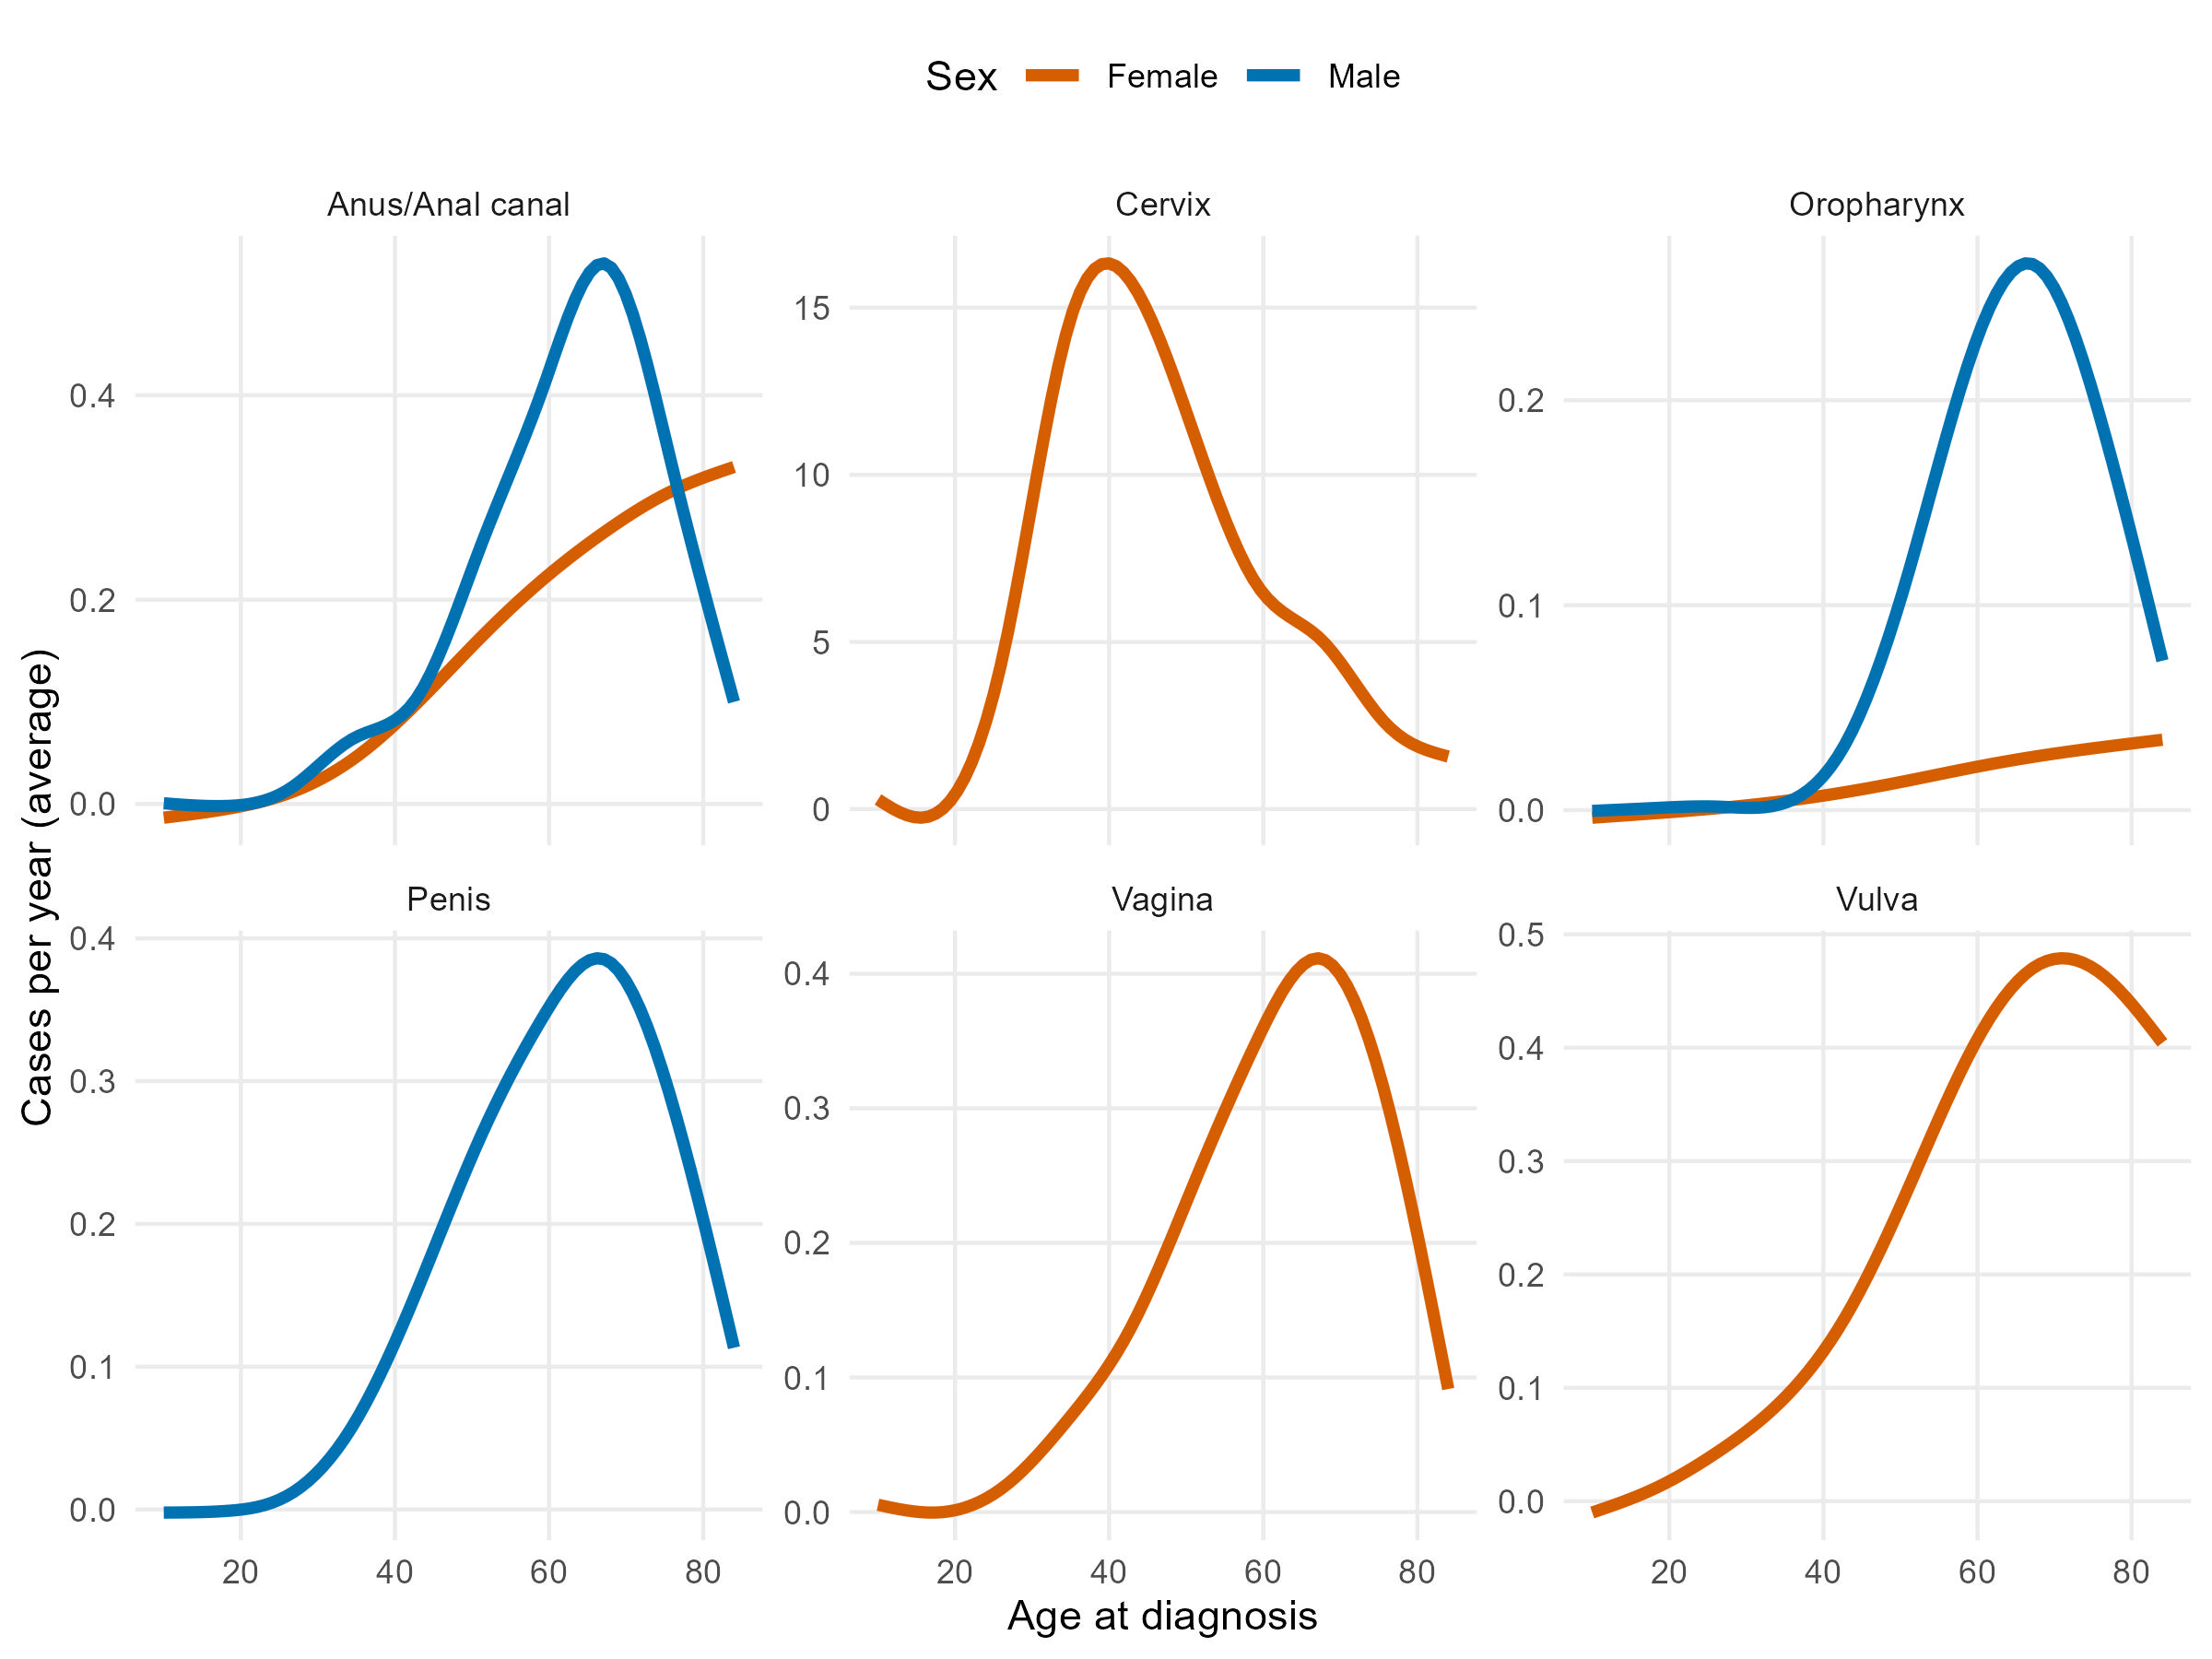 Sex Female Male
Anus/Anal canal
Cervix
Oropharynx
0.4
0.2
0.0
15
10
5
0
0.2
0.1
0.0
Cases per year (average)
Penis
Vagina
Vulva
0.4
0.3
0.2
0.1
0.0
0.4
0.3
0.2
0.1
0.0
0.5
0.4
0.3
0.2
0.1
0.0
20 40 60 80
20 40 60 80
20 40 60 80
Age at diagnosis